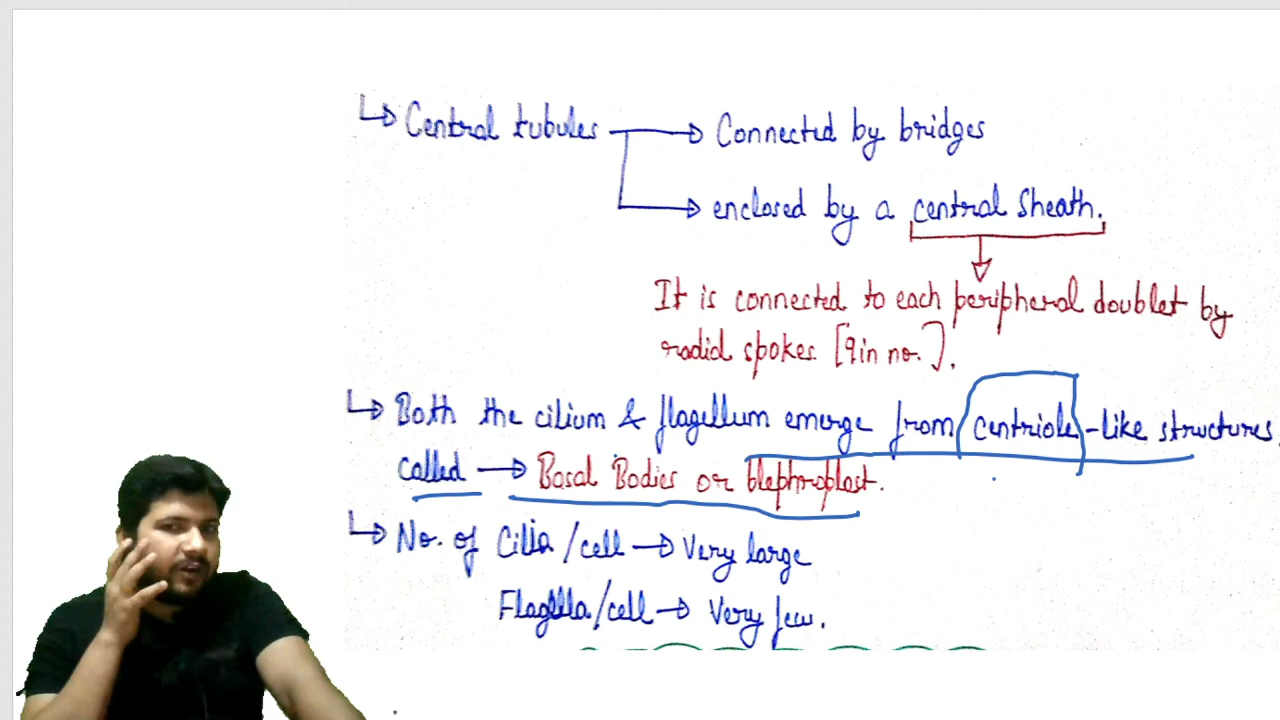 ↳ Central tubules → Connected by bridges
→ enclosed by a central Sheath.
It is connected to each peripheral doublet by
radial spokes [9 in no.].
↳ Both the cilium & flagellum emerge from centriole-like structures.
called → Basal Bodies or blephroplast.
↳ No. of Cilia/cell → Very large
Flagella/cell → Very few.